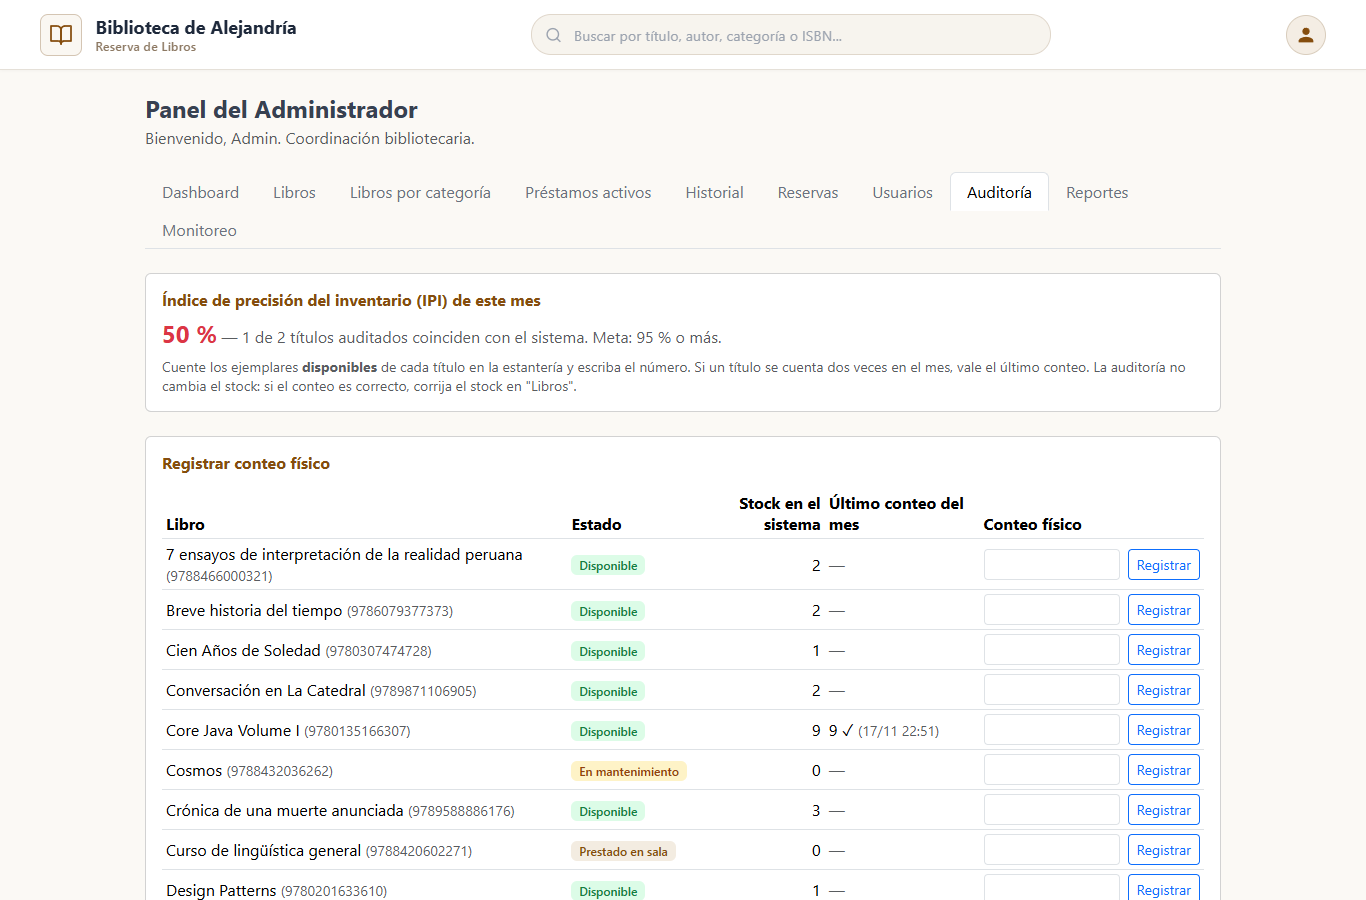 Biblioteca de Alejandría
Reserva de Libros
Buscar por título, autor, categoría o ISBN...
Panel del Administrador
Bienvenido, Admin. Coordinación bibliotecaria.
Dashboard Libros Libros por categoría Préstamos activos Historial Reservas Usuarios Auditoría Reportes
Monitoreo
Índice de precisión del inventario (IPI) de este mes
50 % — 1 de 2 títulos auditados coinciden con el sistema. Meta: 95 % o más.
Cuente los ejemplares disponibles de cada título en la estantería y escriba el número. Si un título se cuenta dos veces en el mes, vale el último conteo. La auditoría no
cambia el stock: si el conteo es correcto, corrija el stock en "Libros".
Registrar conteo físico
Libro Estado Stock en el sistema Último conteo del mes Conteo físico
7 ensayos de interpretación de la realidad peruana
(9788466000321) Disponible 2 — Registrar
Breve historia del tiempo (9786079377373) Disponible 2 — Registrar
Cien Años de Soledad (9780307474728) Disponible 1 — Registrar
Conversación en La Catedral (9789871106905) Disponible 2 — Registrar
Core Java Volume I (9780135166307) Disponible 9 9 ✓ (17/11 22:51) Registrar
Cosmos (9788432036262) En mantenimiento 0 — Registrar
Crónica de una muerte anunciada (9789588886176) Disponible 3 — Registrar
Curso de lingüística general (9788420602271) Prestado en sala 0 — Registrar
Design Patterns (9780201633610) Disponible 1 — Registrar